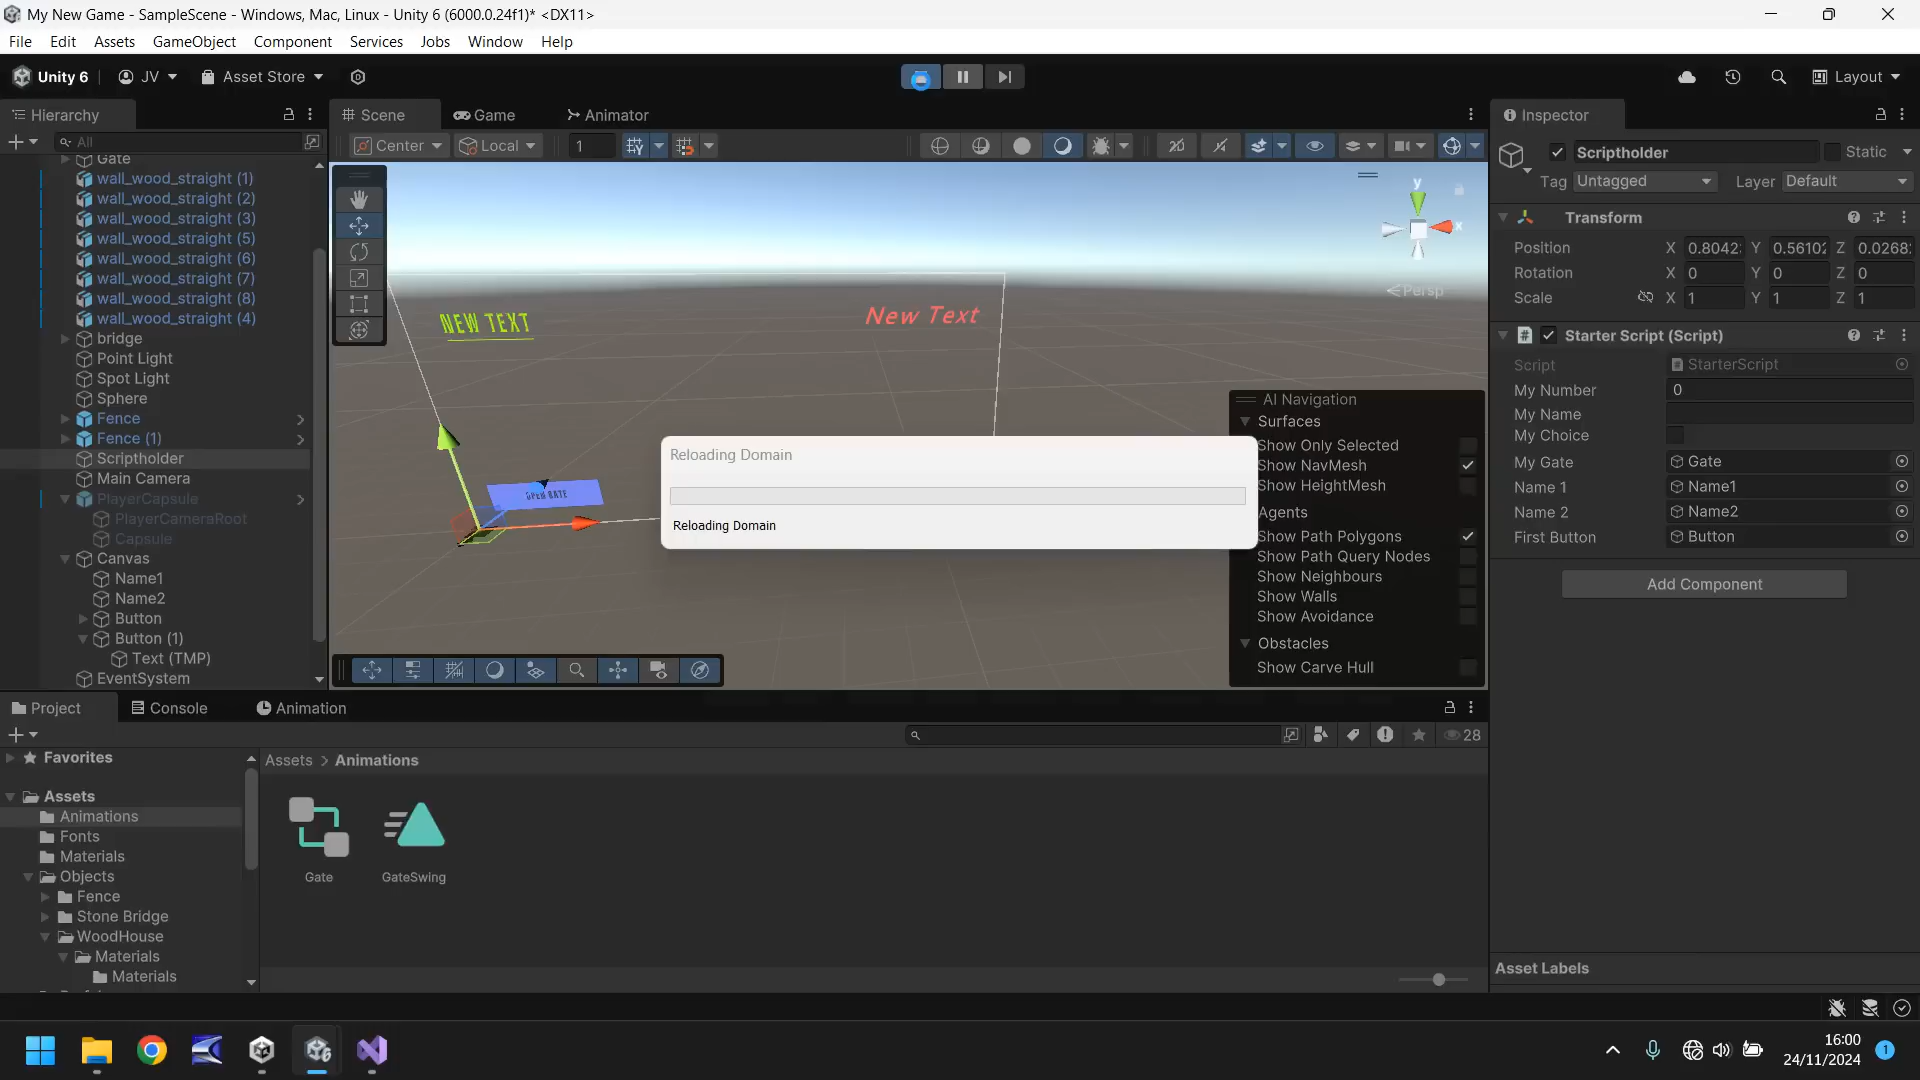 My New Game - SampleScene - Windows, Mac, Linux - Unity 6 (6000.0.24f1)* <DX11>
File Edit Assets GameObject Component Services Jobs Window Help
Unity 6 JV Asset Store Layout
Hierarchy
All
Gate
wall_wood_straight (1)
wall_wood_straight (2)
wall_wood_straight (3)
wall_wood_straight (5)
wall_wood_straight (6)
wall_wood_straight (7)
wall_wood_straight (8)
wall_wood_straight (4)
bridge
Point Light
Spot Light
Sphere
Fence
Fence (1)
Scriptholder
Main Camera
PlayerCapsule
PlayerCameraRoot
Capsule
Canvas
Name1
Name2
Button
Button (1)
Text (TMP)
EventSystem
Scene Game Animator
Center Local 1
y
x
Persp
NEW TEXT
New Text
OPEN GATE
Reloading Domain
Reloading Domain
AI Navigation
Surfaces
Show Only Selected
Show NavMesh
Show HeightMesh
Agents
Show Path Polygons
Show Path Query Nodes
Show Neighbours
Show Walls
Show Avoidance
Obstacles
Show Carve Hull
Inspector
Scriptholder Static
Tag Untagged Layer Default
Transform
Position X 0.8042 Y 0.5610 Z 0.0268
Rotation X 0 Y 0 Z 0
Scale X 1 Y 1 Z 1
# Starter Script (Script)
Script StarterScript
My Number 0
My Name
My Choice
My Gate Gate
Name 1 Name1
Name 2 Name2
First Button Button
Add Component
Asset Labels
Project Console Animation
28
Favorites
Assets
Animations
Fonts
Materials
Objects
Fence
Stone Bridge
WoodHouse
Materials
Materials
Assets > Animations
Gate
GateSwing
16:00
24/11/2024
1